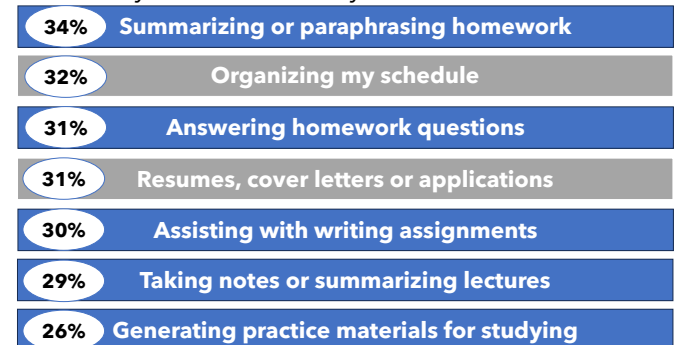 34% Summarizing or paraphrasing homework
32% Organizing my schedule
31% Answering homework questions
31% Resumes, cover letters or applications
30% Assisting with writing assignments
29% Taking notes or summarizing lectures
26% Generating practice materials for studying